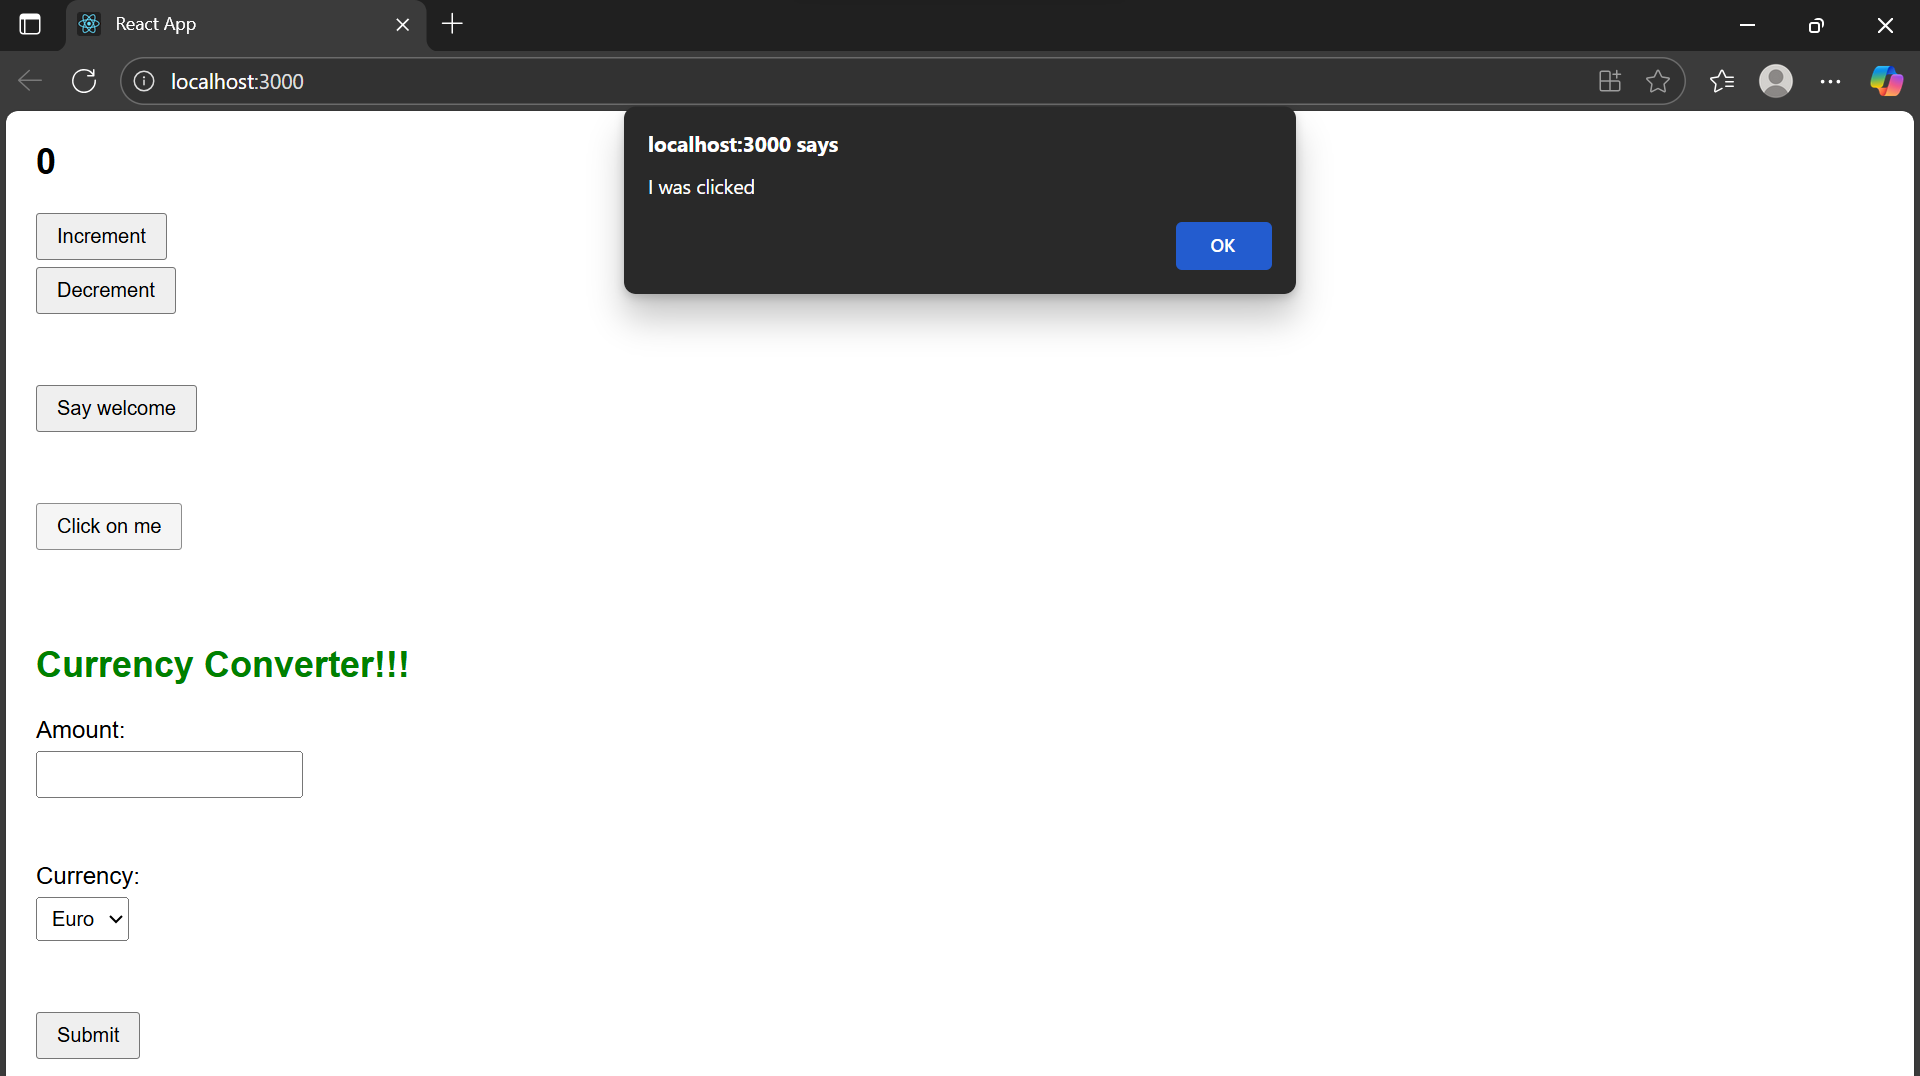 React App
localhost:3000
localhost:3000 says
I was clicked
OK
0
Increment
Decrement
Say welcome
Click on me
Currency Converter!!!
Amount:
Currency:
Euro
Submit